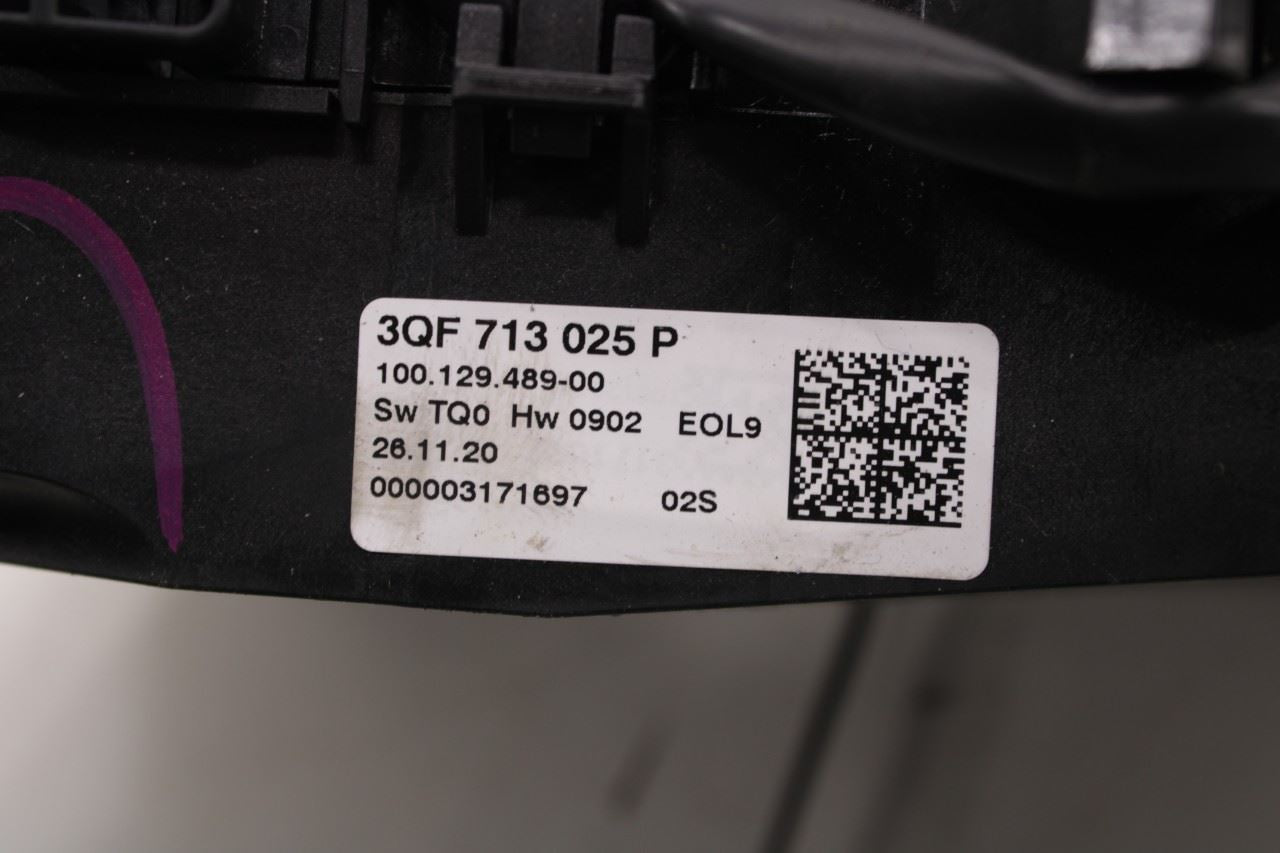 3QF 713 025 P
100.129.489-00
Sw TQ0 Hw 0902 EOL9
26.11.20
000003171697 02S